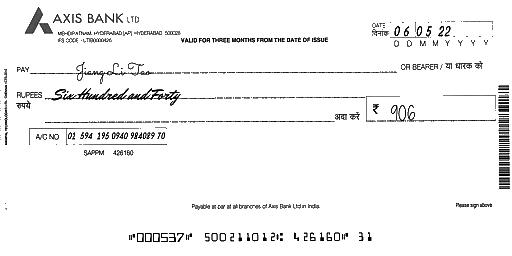 AXIS BANK LTD
MEHDIPATNAM, HYDERABAD [AP] - HYDERABAD 500028
IFS CODE - UTIB0000426
VALID FOR THREE MONTHS FROM THE DATE OF ISSUE
DATE
दिनांक 06 05 22
D D M M Y Y Y Y
PAY Jiang Li Tao OR BEARER / या धारक को
RUPEES Six Hundred and Forty
रुपये अदा करें ₹ 906
A/C NO 01 594 195 0940 984089 70
SAPPM 426160
Payable at par at all branches of Axis Bank Ltd in India.
Please sign above
⑈000537⑈ 500211012⑆ 426160⑈ 31